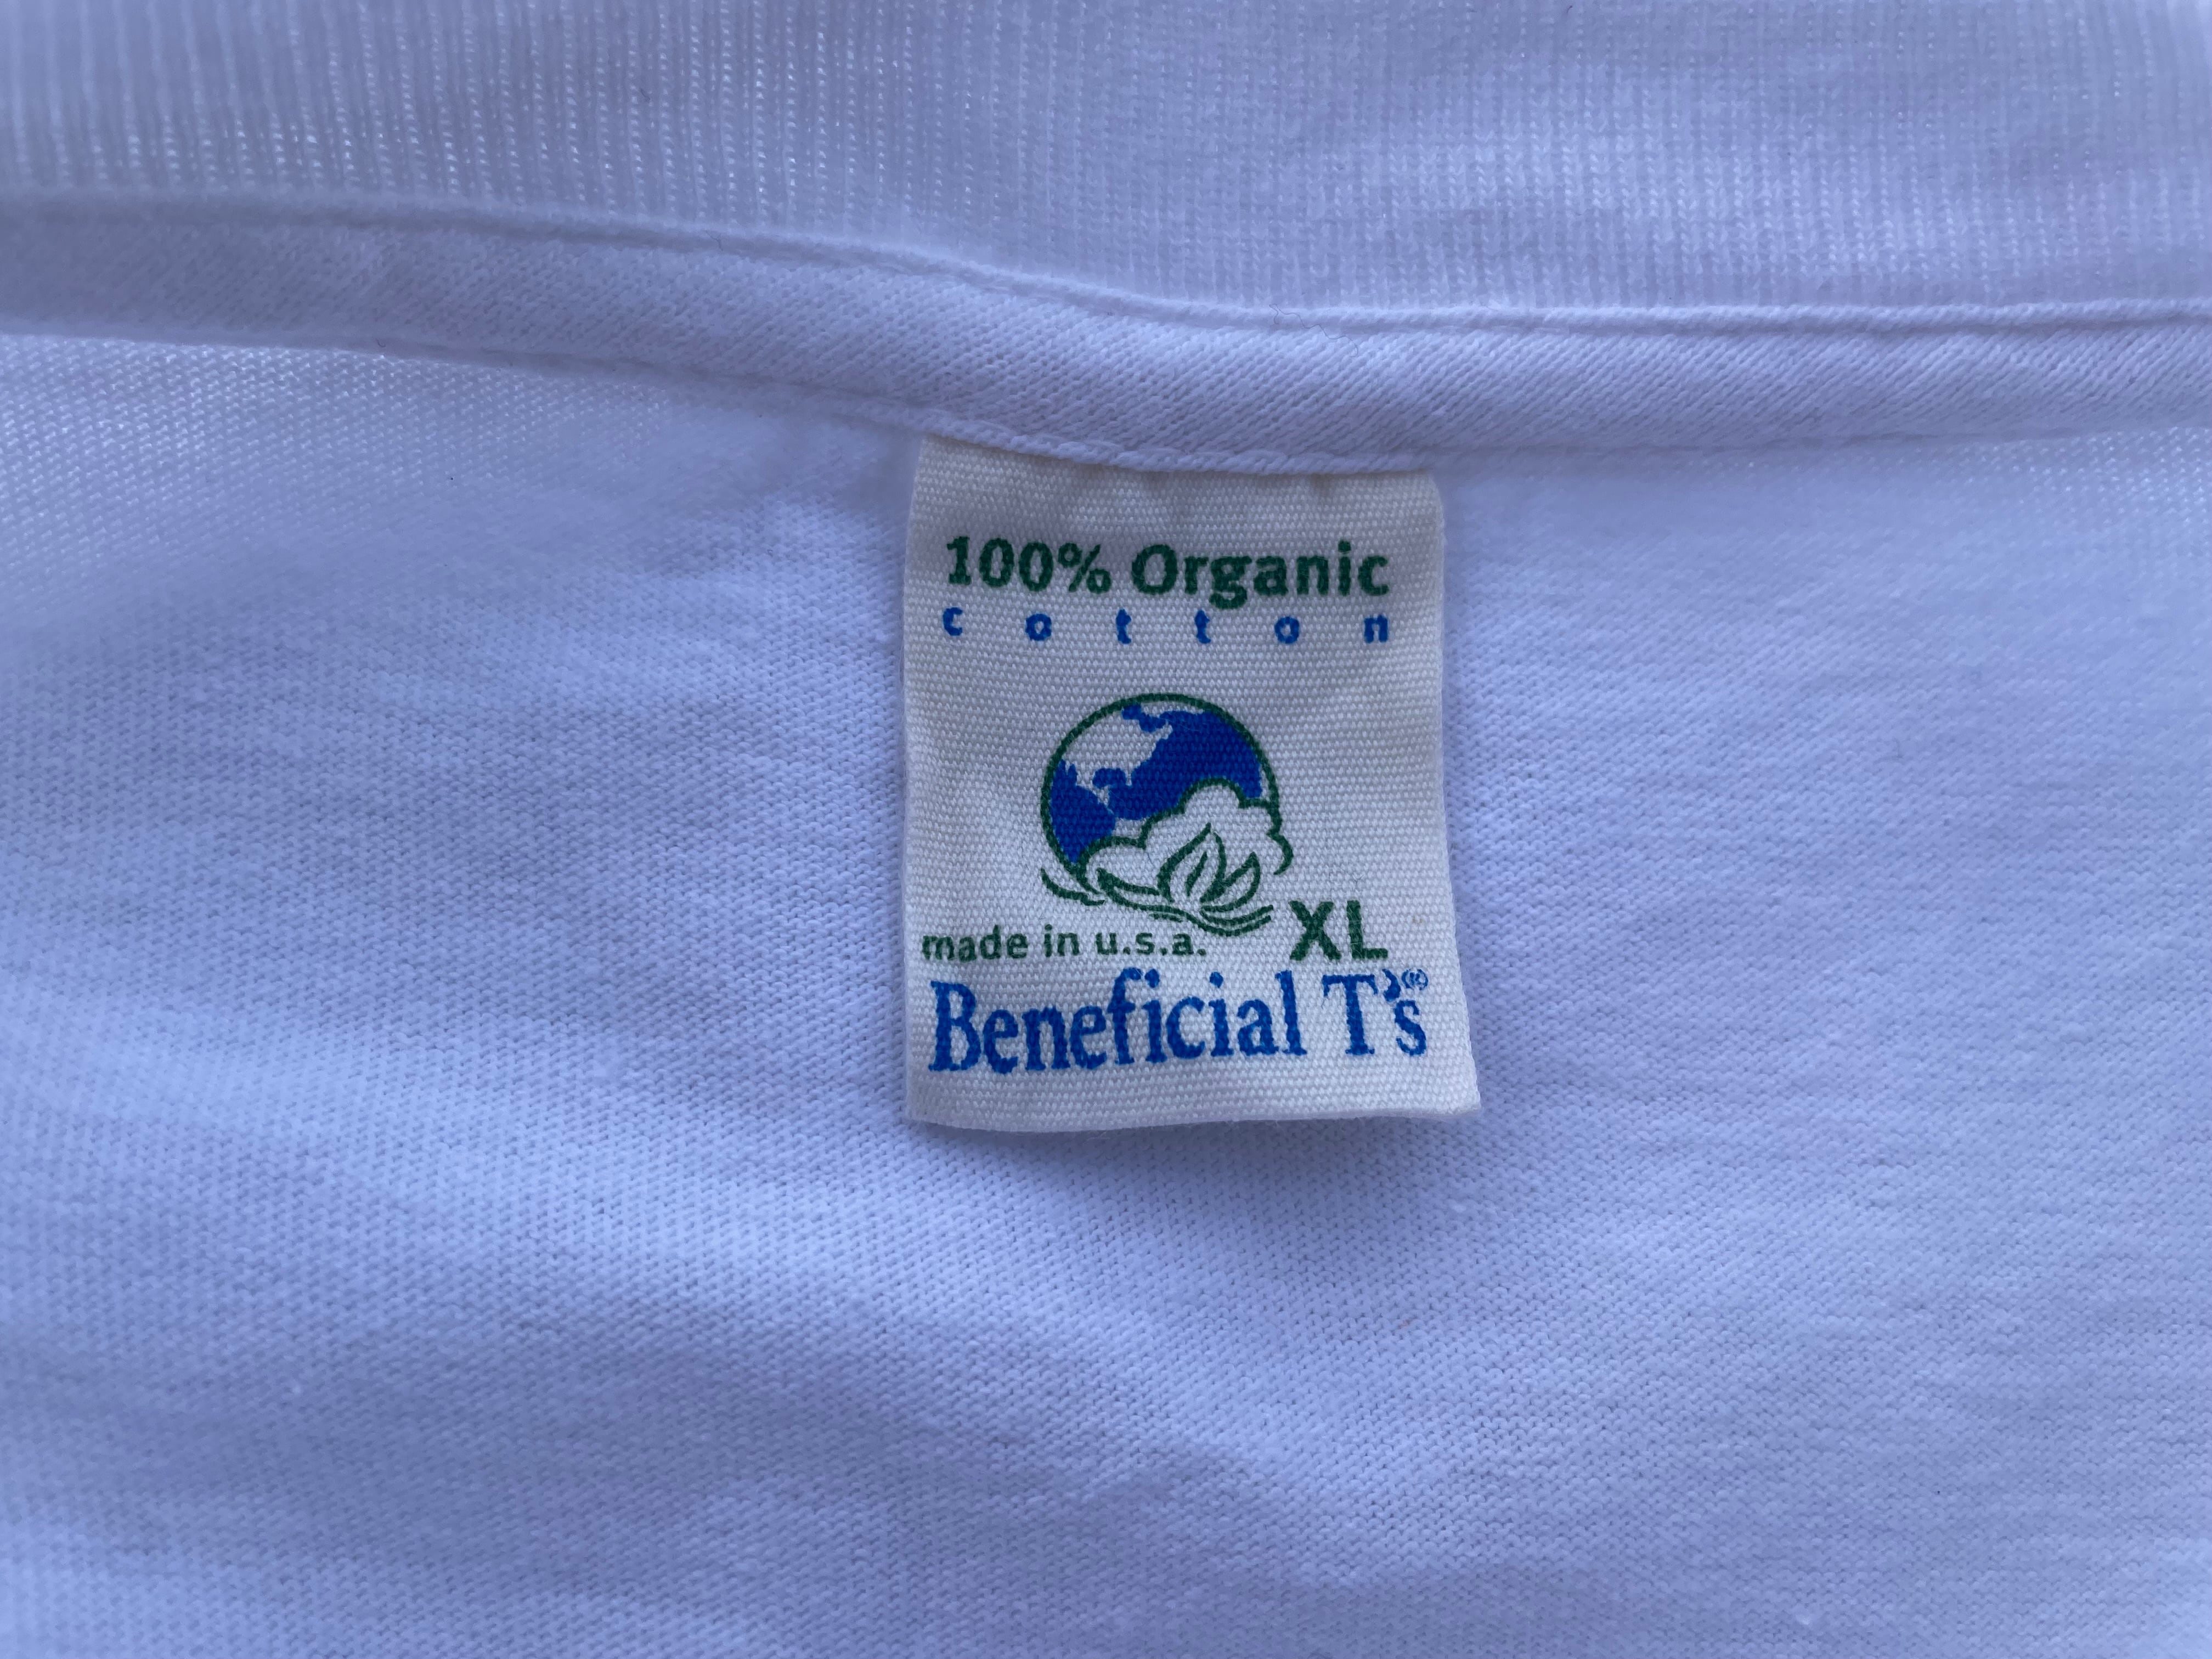 100% Organic
cotton
made in u.s.a. XL
Beneficial T's®